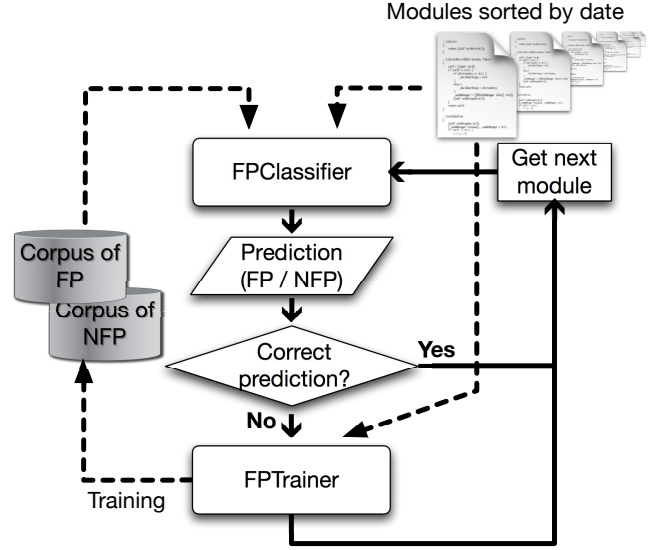 Modules sorted by date
FPClassifier
Get next
module
Prediction
(FP / NFP)
Corpus of
FP
Corpus of
NFP
Correct
prediction?
Yes
No
FPTrainer
Training